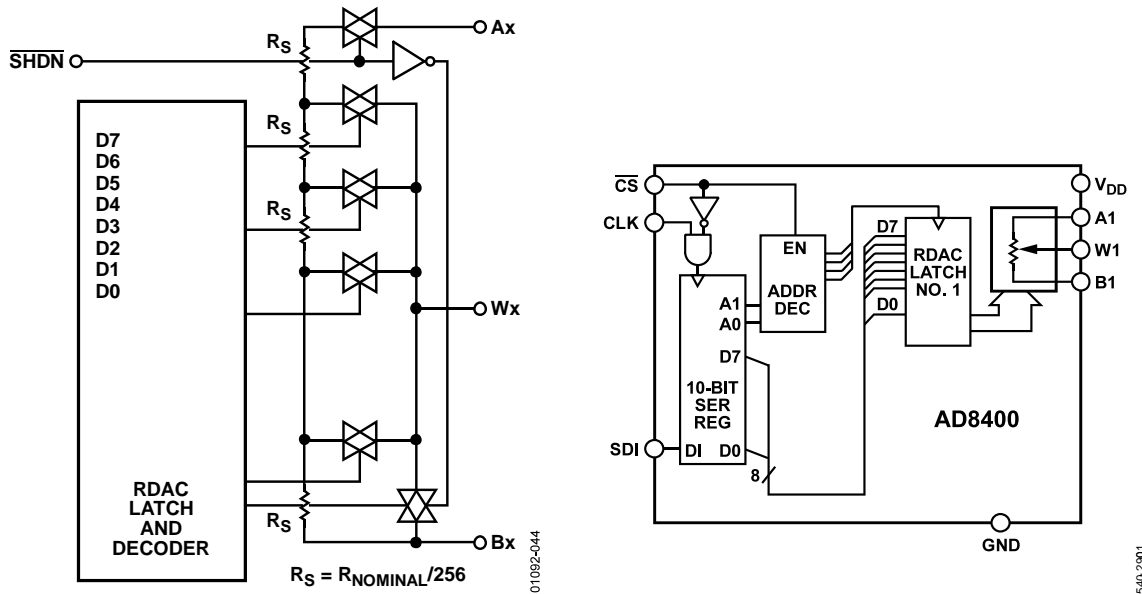 Ax
RS
SHDN
RS
D7
D6
D5
D4
D3
D2
D1
D0
RS
Wx
RDAC
LATCH
AND
DECODER
RS
Bx
RS = RNOMINAL/256
01092-044
CS
CLK
EN
ADDR
DEC
A1
A0
D7
10-BIT
SER
REG
SDI
DI
D0
8
D7
RDAC
LATCH
NO. 1
D0
VDD
A1
W1
B1
AD8400
GND